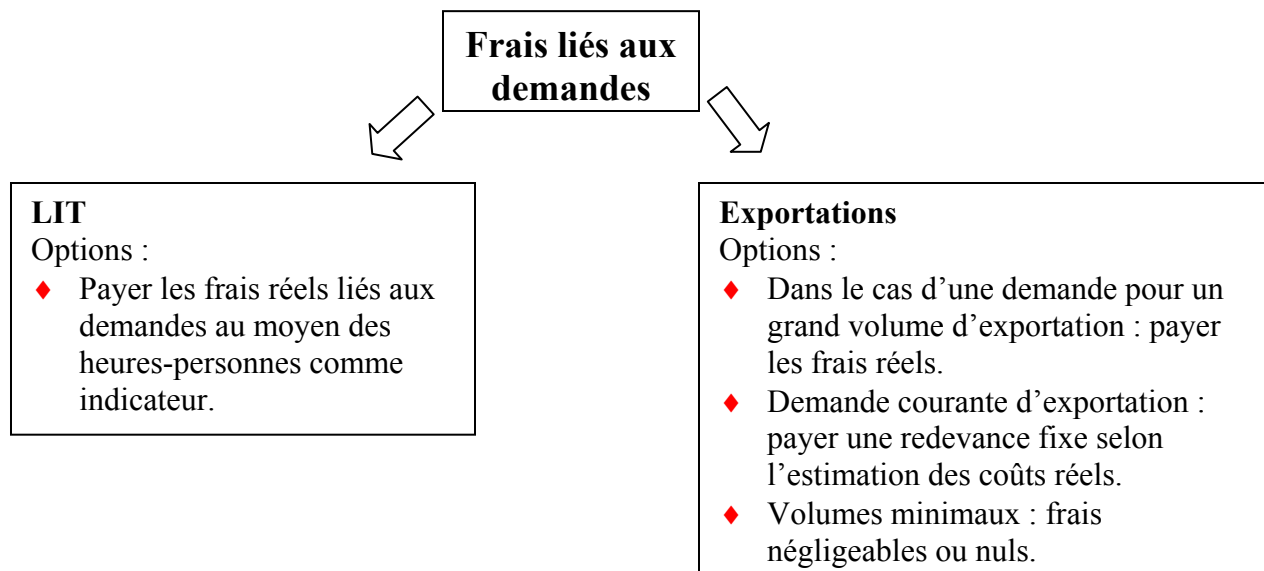 Frais liés aux
demandes
LIT
Options :
♦ Payer les frais réels liés aux
demandes au moyen des
heures-personnes comme
indicateur.
Exportations
Options :
♦ Dans le cas d’une demande pour un
grand volume d’exportation : payer
les frais réels.
♦ Demande courante d’exportation :
payer une redevance fixe selon
l’estimation des coûts réels.
♦ Volumes minimaux : frais
négligeables ou nuls.